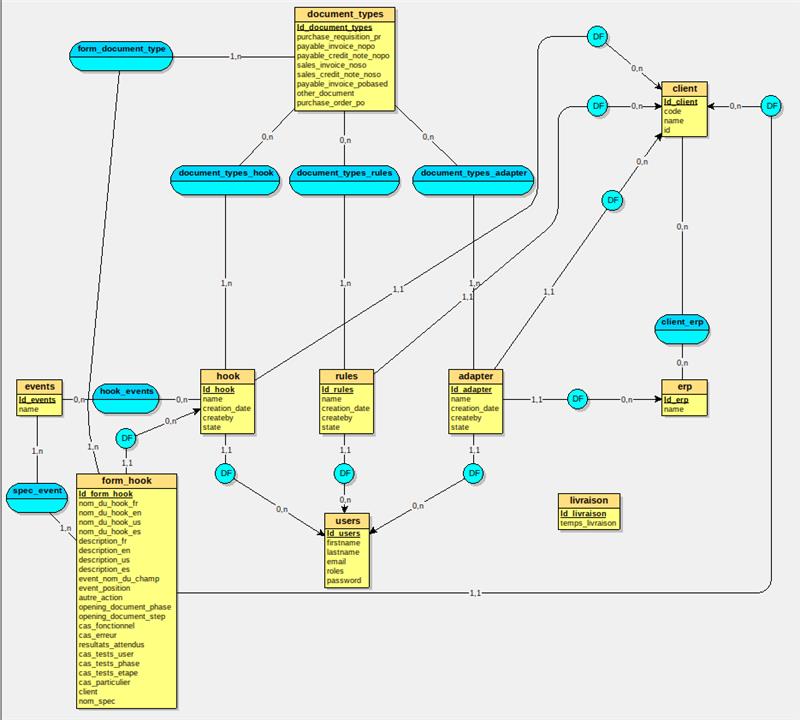 document_types
Id_document_types
purchase_requisition_pr
payable_invoice_nopo
payable_credit_note_nopo
sales_invoice_noso
sales_credit_note_noso
payable_invoice_pobased
other_document
purchase_order_po
form_document_type
1,n
DF
0,n
client
Id_client
code
name
id
DF
0,n
0,n
DF
0,n
0,n
0,n
0,n
document_types_hook
document_types_rules
document_types_adapter
DF
0,n
1,n
1,n
1,n
1,1
1,1
1,1
client_erp
0,n
hook
Id_hook
name
creation_date
createby
state
rules
Id_rules
name
creation_date
createby
state
adapter
Id_adapter
name
creation_date
createby
state
erp
Id_erp
name
events
Id_events
name
0,n
hook_events
0,n
1,1
DF
0,n
DF
0,n
1,1
1,n
1,n
1,1
1,1
1,1
DF
DF
DF
0,n
0,n
0,n
spec_event
1,n
form_hook
Id_form_hook
nom_du_hook_fr
nom_du_hook_en
nom_du_hook_us
nom_du_hook_es
description_fr
description_en
description_us
description_es
event_nom_du_champ
event_position
autre_action
opening_document_phase
opening_document_step
cas_fonctionnel
cas_erreur
resultats_attendus
cas_tests_user
cas_tests_phase
cas_tests_etape
cas_particulier
client
nom_spec
users
Id_users
firstname
lastname
email
roles
password
livraison
Id_livraison
temps_livraison
1,1